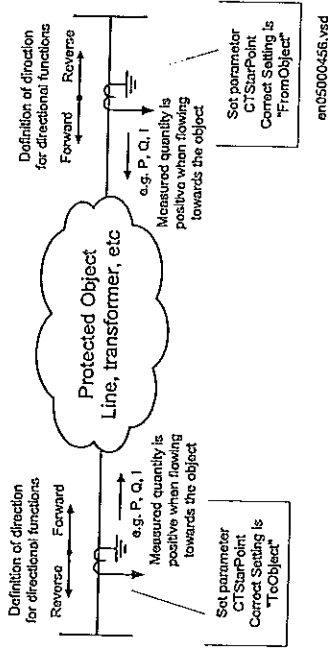 Definition of direction
for directional functions
Reverse Forward
e.g. P, Q, I
Measured quantity is
positive when flowing
towards the object
Set parameter
CTStarPoint
Correct Setting is
"ToObject"
Protected Object
Line, transformer, etc
Definition of direction
for directional functions
Forward Reverse
e.g. P, Q, I
Measured quantity is
positive when flowing
towards the object
Set parameter
CTStarPoint
Correct Setting is
"FromObject"
en05000456.vsd